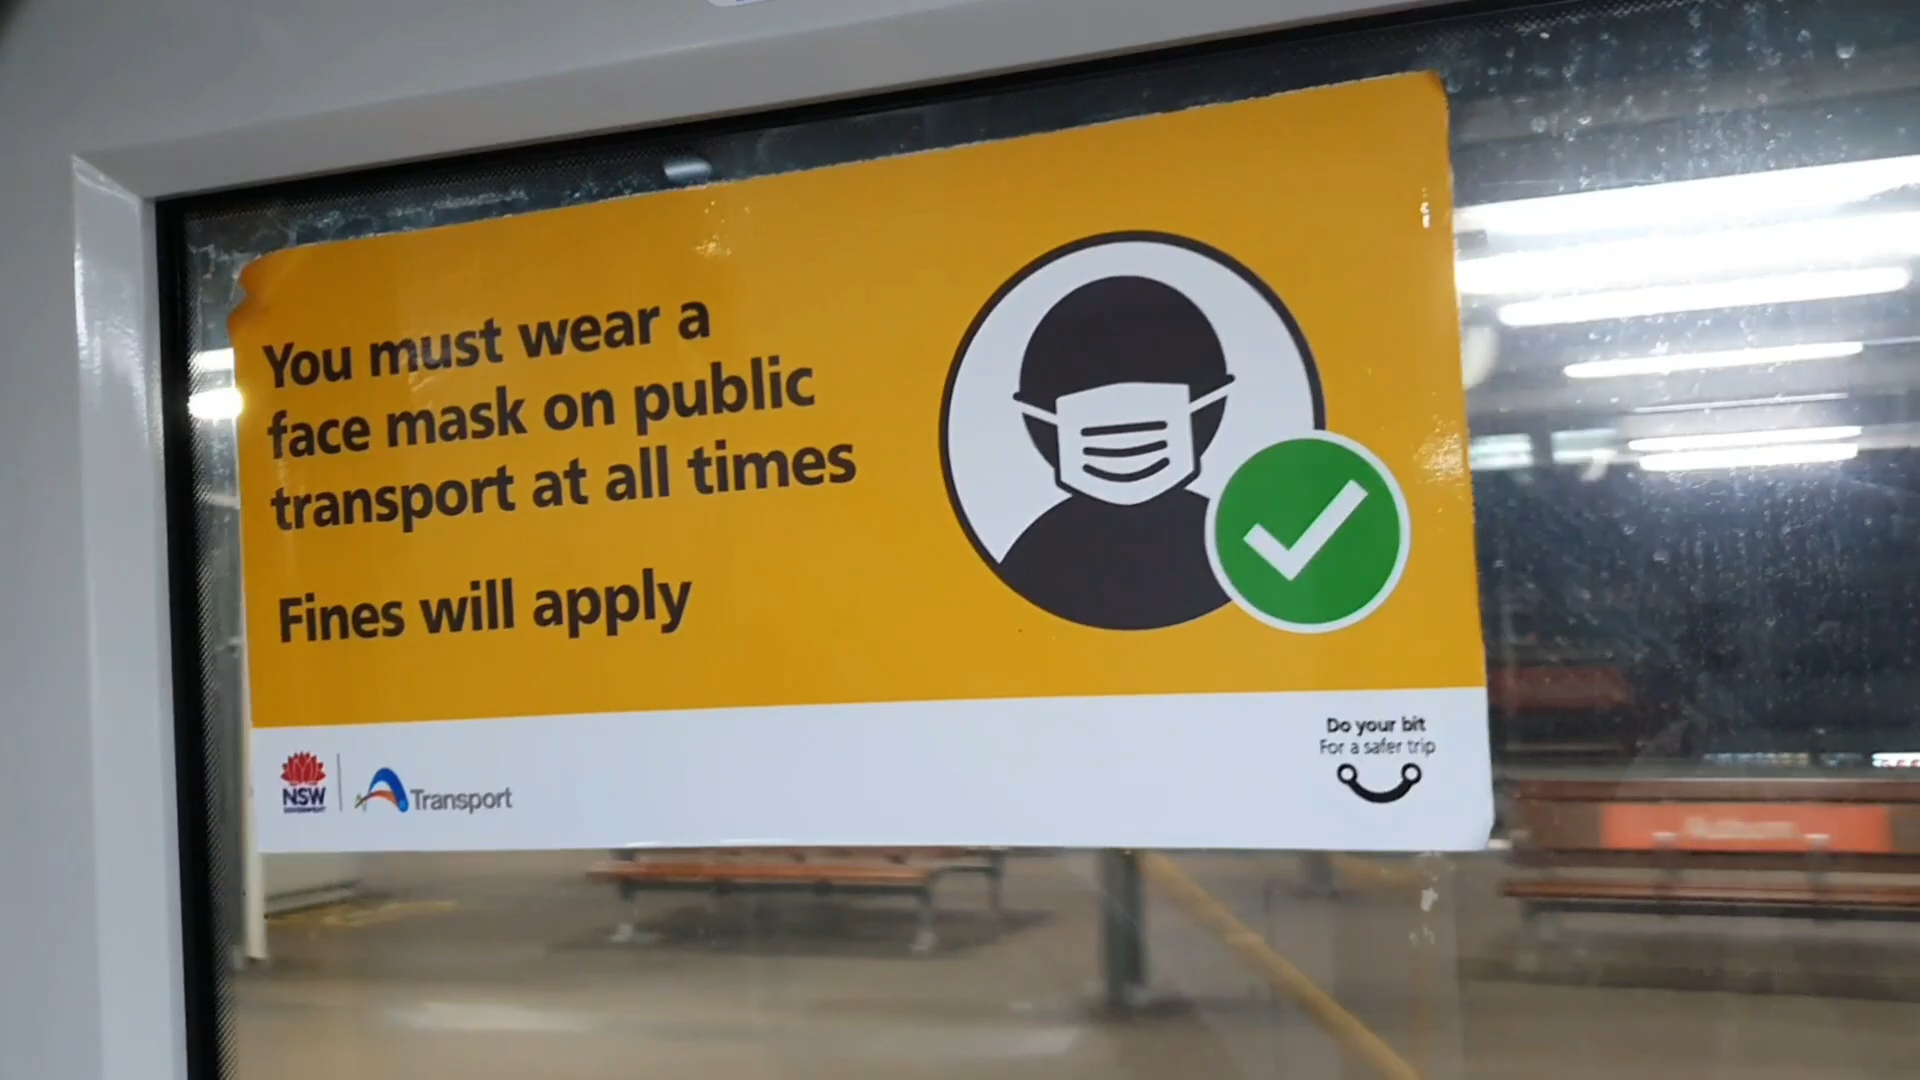 You must wear a
face mask on public
transport at all times
Fines will apply
NSW
GOVERNMENT
Transport
Do your bit
For a safer trip